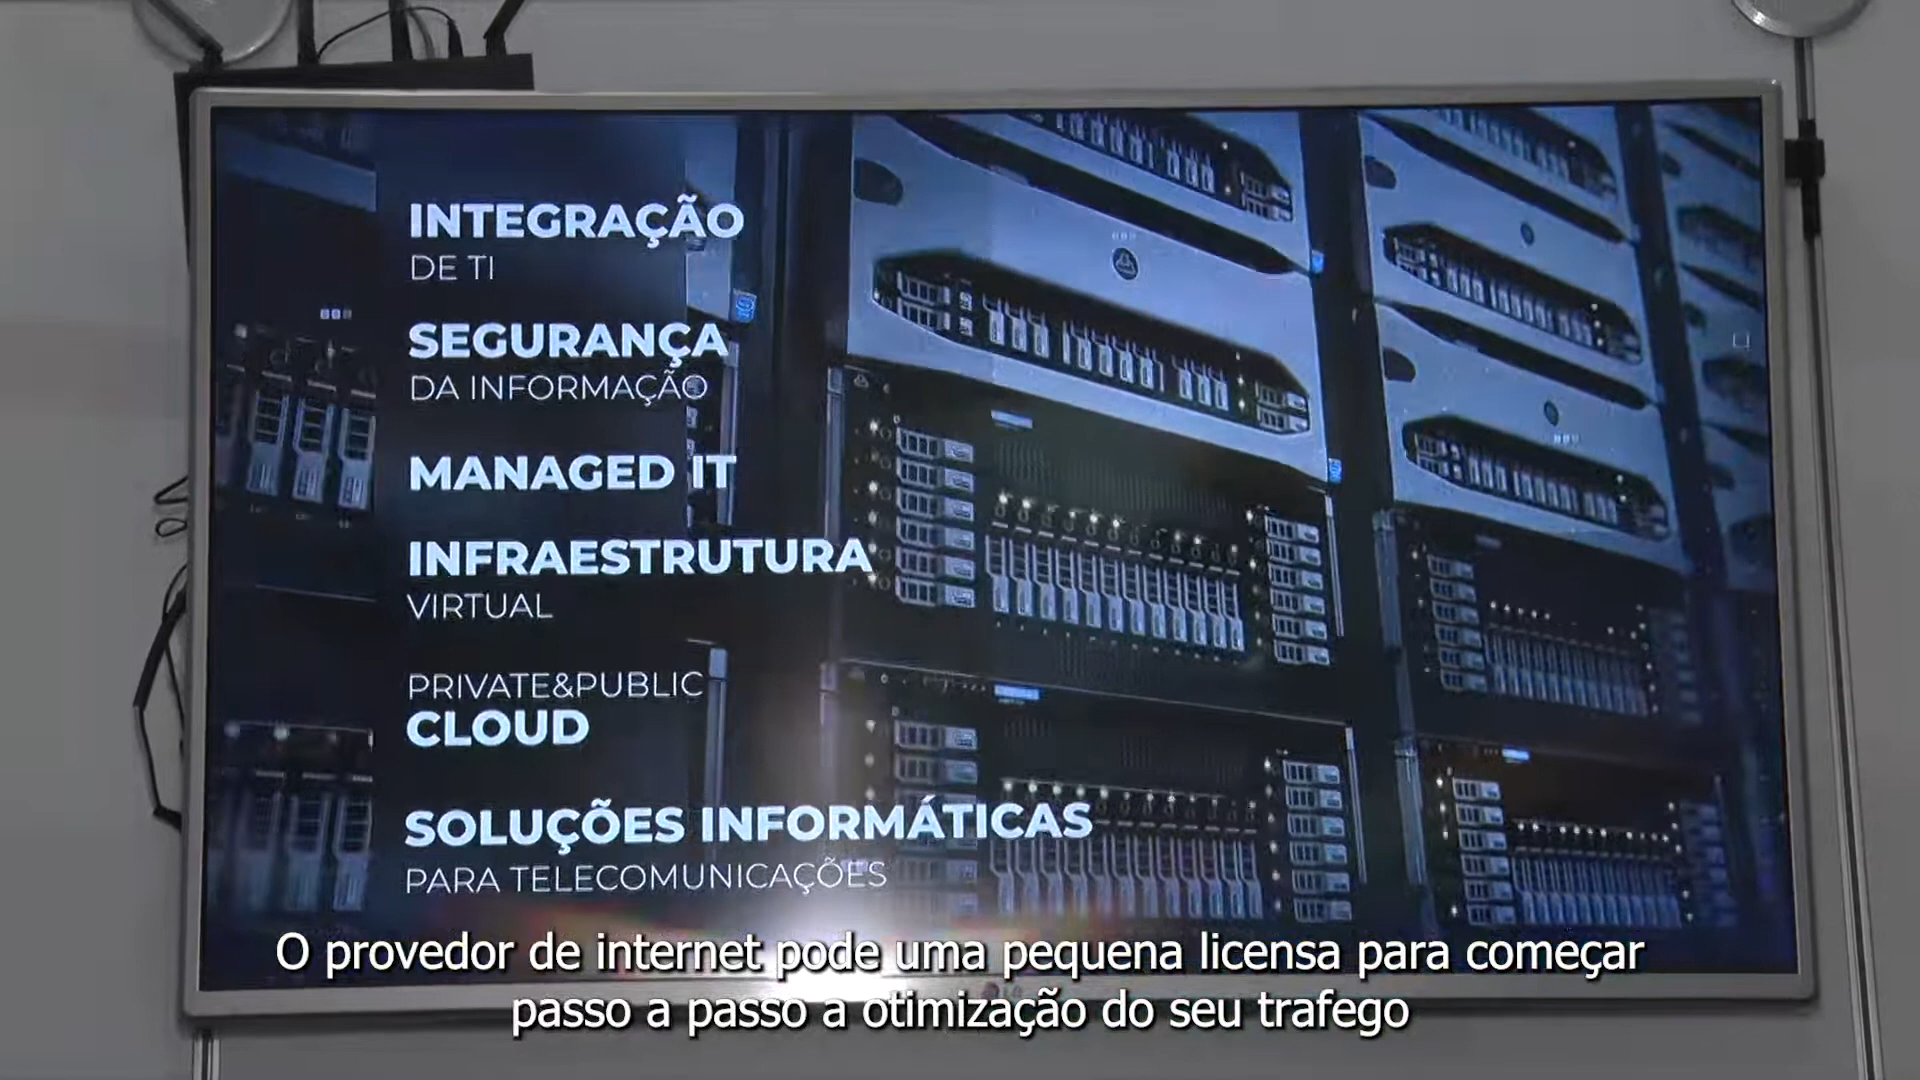 INTEGRAÇÃO
DE TI
SEGURANÇA
DA INFORMAÇÃO
MANAGED IT
INFRAESTRUTURA
VIRTUAL
PRIVATE&PUBLIC
CLOUD
SOLUÇÕES INFORMÁTICAS
PARA TELECOMUNICAÇÕES
O provedor de internet pode uma pequena licensa para começar
passo a passo a otimização do seu trafego